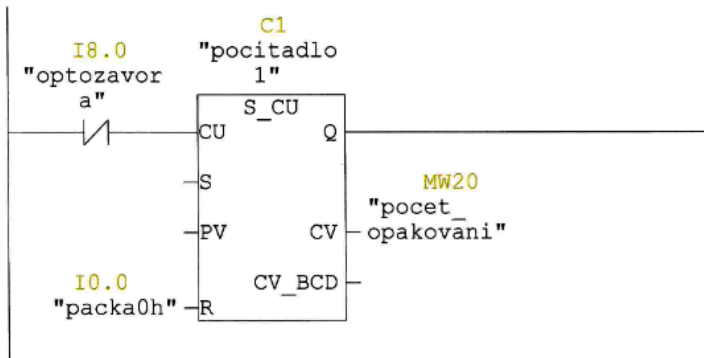 C1
I8.0
"pocitadlo
"optozavor
1"
a"
S_CU
CU
Q
S
MW20
"pocet_
PV
CV
opakovani"
I0.0
CV_BCD
"packa0h"
R